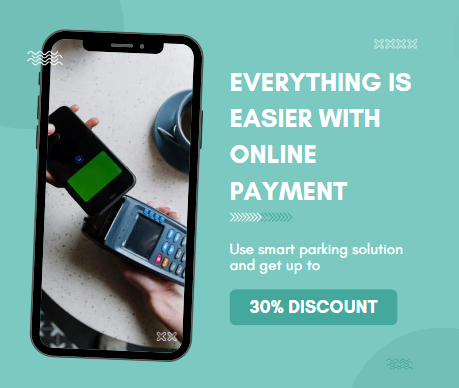 EVERYTHING IS
EASIER WITH
ONLINE
PAYMENT
Use smart parking solution
and get up to
30% DISCOUNT